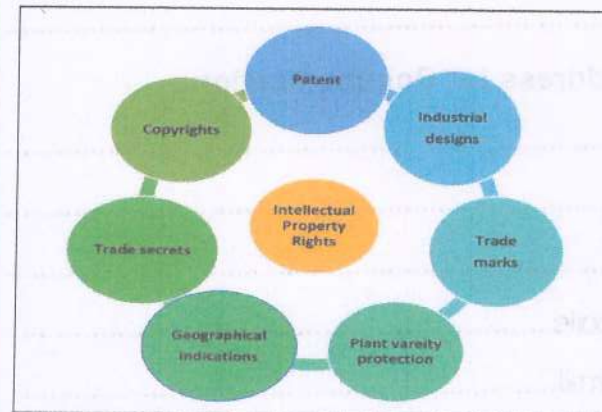 Patent
Industrial
designs
Trade
marks
Plant vareity
protection
Geographical
indications
Trade secrets
Copyrights
Intellectual
Property
Rights